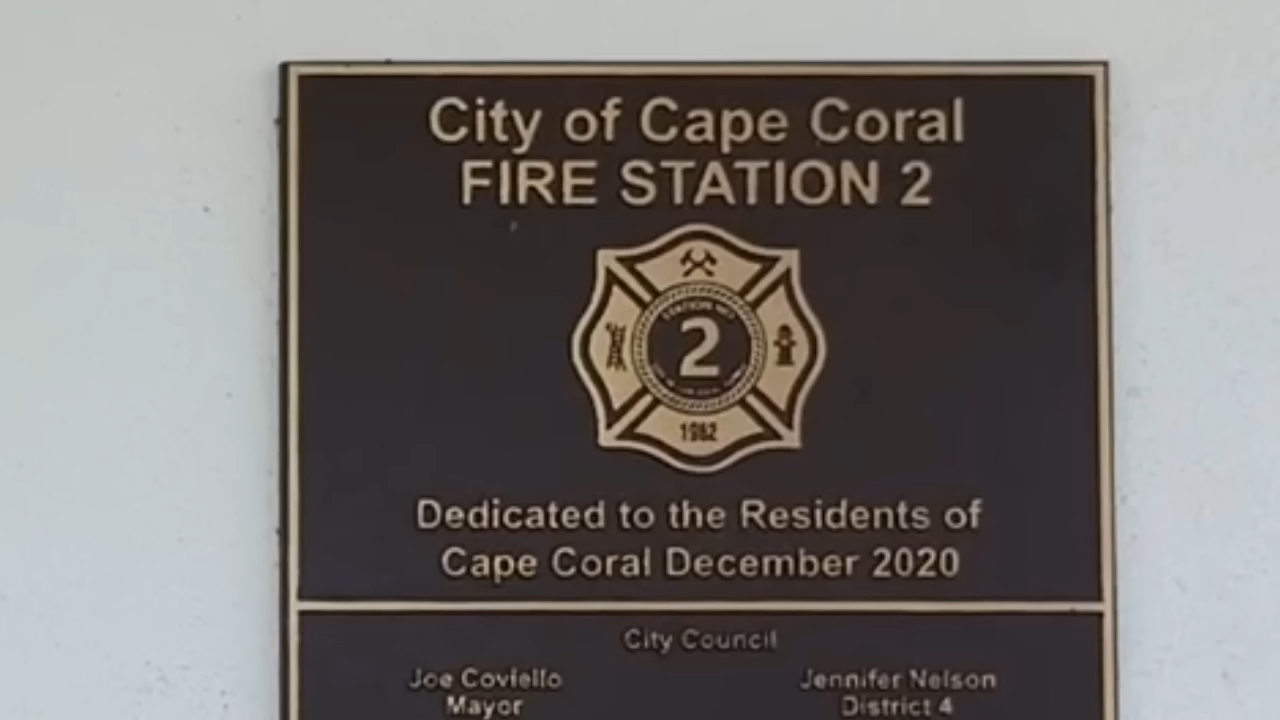 City of Cape Coral
FIRE STATION 2
STATION NO.
2
1962
Dedicated to the Residents of
Cape Coral December 2020
City Council
Joe Coviello
Mayor
Jennifer Nelson
District 4